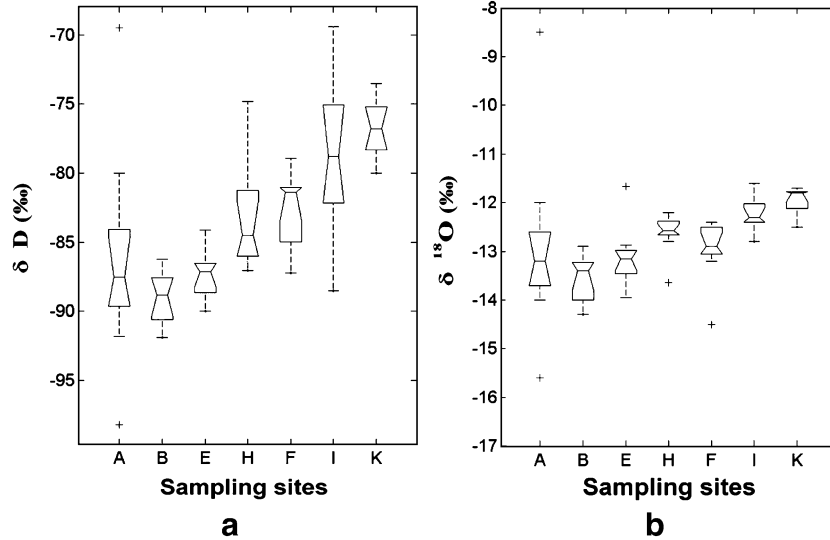 -70
-75
-80
-85
-90
-95
δ D (‰)
A B E H F I K
Sampling sites
a
-8
-9
-10
-11
-12
-13
-14
-15
-16
-17
δ ¹⁸O (‰)
A B E H F I K
Sampling sites
b